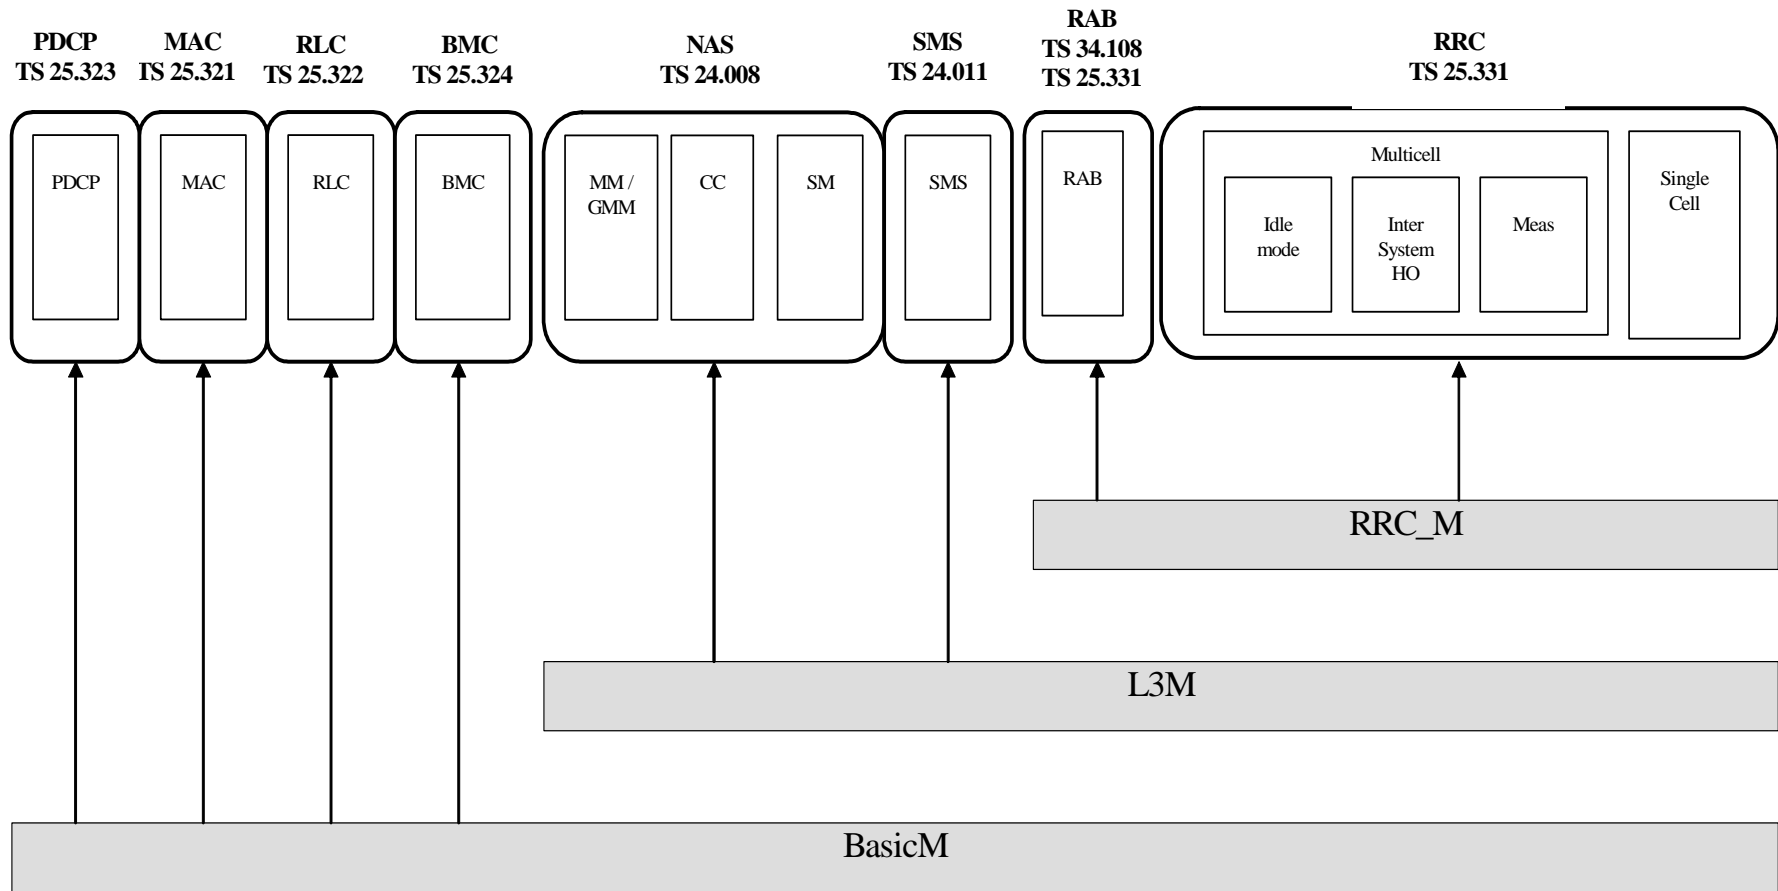 PDCP
TS 25.323
MAC
TS 25.321
RLC
TS 25.322
BMC
TS 25.324
NAS
TS 24.008
SMS
TS 24.011
RAB
TS 34.108
TS 25.331
RRC
TS 25.331
PDCP
MAC
RLC
BMC
MM /
GMM
CC
SM
SMS
RAB
Multicell
Idle
mode
Inter
System
HO
Meas
Single
Cell
RRC_M
L3M
BasicM